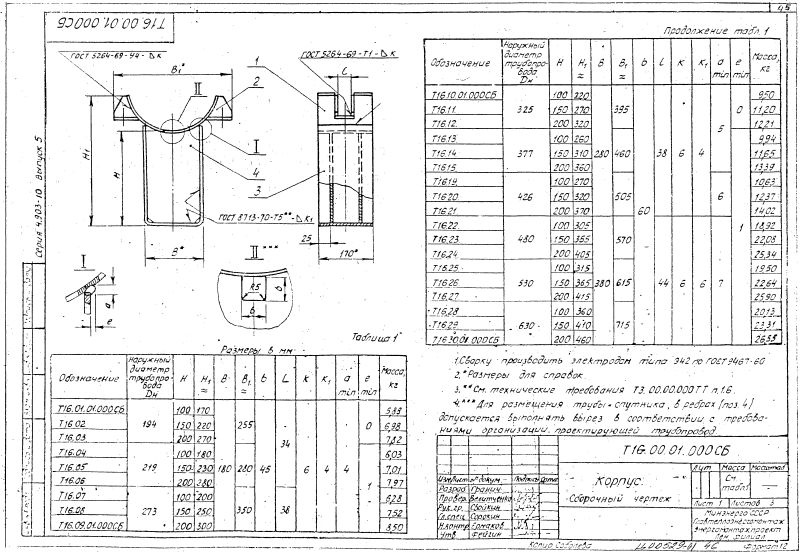 Т16.00.01.000СБ
45
ГОСТ 5264-69-У4-⊿К
ГОСТ 5264-69-Т1-⊿К
В₁*
II
1
2
L
I
4
3
H₁
H
ГОСТ 8713-70-Т5**-⊿К₁
25
В*
170*
Серия 4.903-10 Выпуск 5
I
a
e
II***
R5
б
б
Таблица 1
Размеры в мм
Обозначение Наружный диаметр трубопровода Dн H H₁ ≈ B B₁ ≈ b L K K₁ a min e min Масса, кг
Т16.01.01.000СБ 194 100 170 180 255 45 34 6 4 4 0 5,88
Т16.02 150 220 6,98
Т16.03 200 270 7,82
Т16.04 219 100 180 280 6,03
Т16.05 150 230 1 7,01
Т16.06 200 280 7,97
Т16.07 273 100 200 350 38 6,28
Т16.08 150 250 7,52
Т16.09.01.000СБ 200 300 8,50
Продолжение табл. 1
Обозначение Наружный диаметр трубопровода Dн H H₁ ≈ B B₁ ≈ b L K K₁ a min e min Масса, кг
Т16.10.01.000СБ 325 100 220 280 395 60 38 6 4 5 0 9,50
Т16.11 150 270 11,20
Т16.12 200 320 12,21
Т16.13 377 100 260 460 1 9,94
Т16.14 150 310 11,65
Т16.15 200 360 13,39
Т16.19 426 100 270 505 6 10,63
Т16.20 150 320 12,37
Т16.21 200 370 14,02
Т16.22 480 100 305 380 570 44 6 6 7 18,92
Т16.23 150 355 22,08
Т16.24 200 405 25,34
Т16.25 530 100 315 615 19,50
Т16.26 150 365 22,64
Т16.27 200 415 25,90
Т16.28 630 100 360 715 20,13
Т16.29 150 410 23,31
Т16.30.01.000СБ 200 460 26,58
1. Сборку производить электродом типа Э42 по ГОСТ 9467-60
2.* Размеры для справок
3.** См. технические требования Т3.00.00.000 ТТ п.1.6.
4.*** Для размещения трубы-спутника, в ребрах (поз.4)
допускается выполнять вырез в соответствии с требова-
ниями организации, проектирующей трубопровод.
Т16.00.01.000СБ
Корпус
Сборочный чертеж
Лит Масса Масштаб
См. табл.1
Лист 1 Листов 3
Изм Лист № докум. Подпись Дата
Разраб Гранич
Провер.
Рук. гр. Свойкин
Гл. спец. Сорокин
Н.контр Ермаков
Утв Фейгин
Минэнерго СССР
Главтеплоэнергомонтаж
Энергомонтажпроект
Лен. филиал
Копир Соболева
46
Формат 12